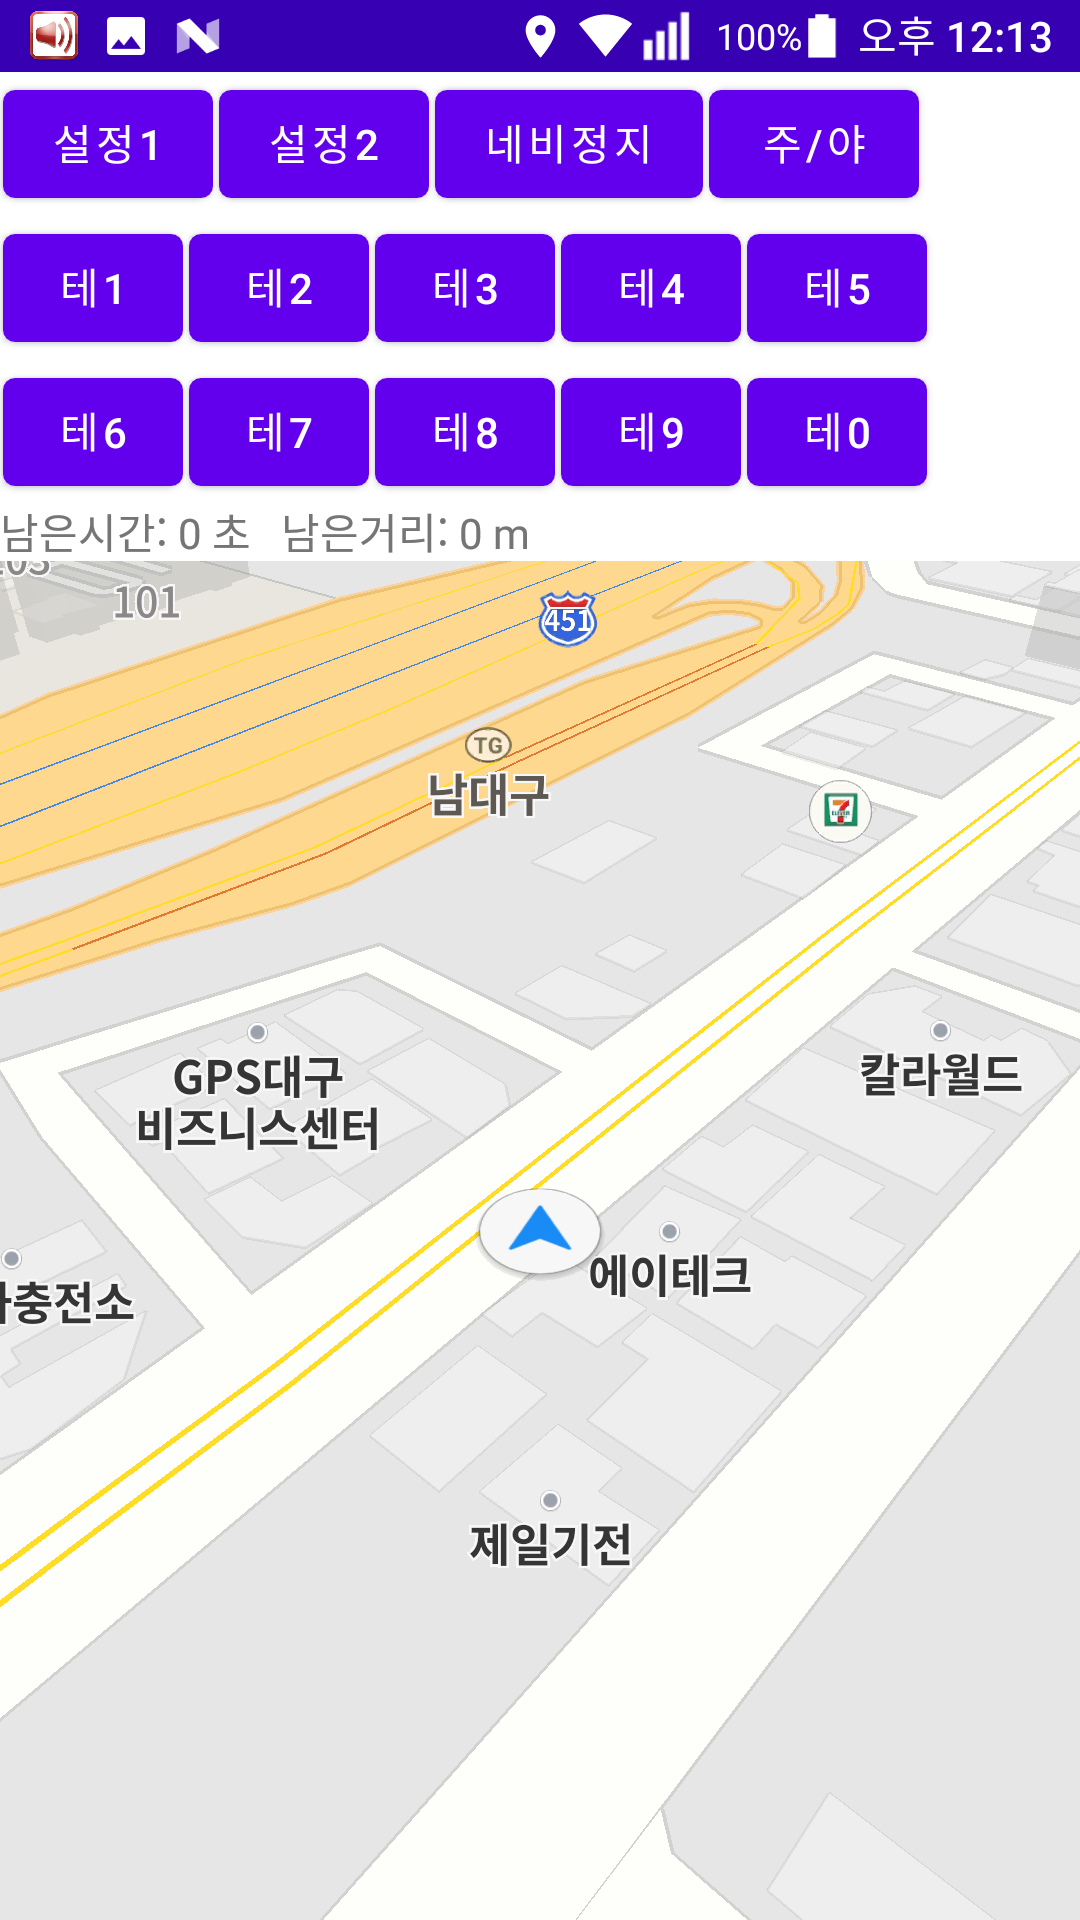 100% 오후 12:13
설정1 설정2 네비정지 주/야
테1 테2 테3 테4 테5
테6 테7 테8 테9 테0
남은시간: 0 초 남은거리: 0 m
101
451
TG
남대구
7
ELEVEN
GPS대구
비즈니스센터
칼라월드
에이테크
충전소
제일기전